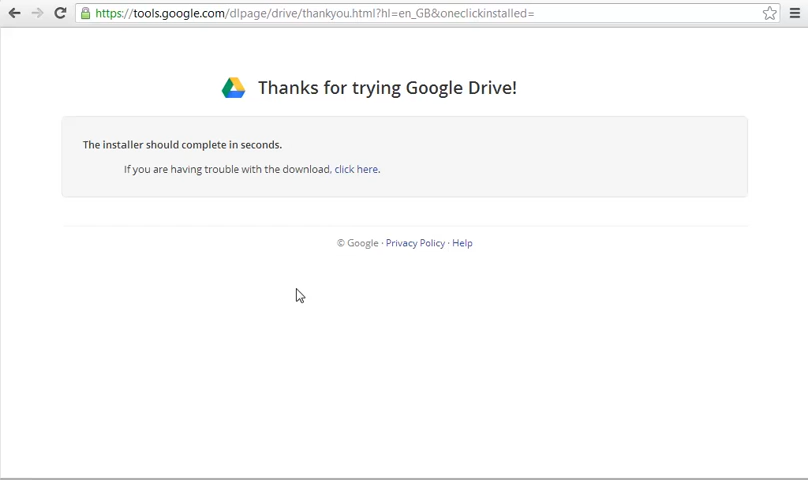 https://tools.google.com/dlpage/drive/thankyou.html?hl=en_GB&oneclickinstalled=
Thanks for trying Google Drive!
The installer should complete in seconds.
If you are having trouble with the download, click here.
© Google · Privacy Policy · Help